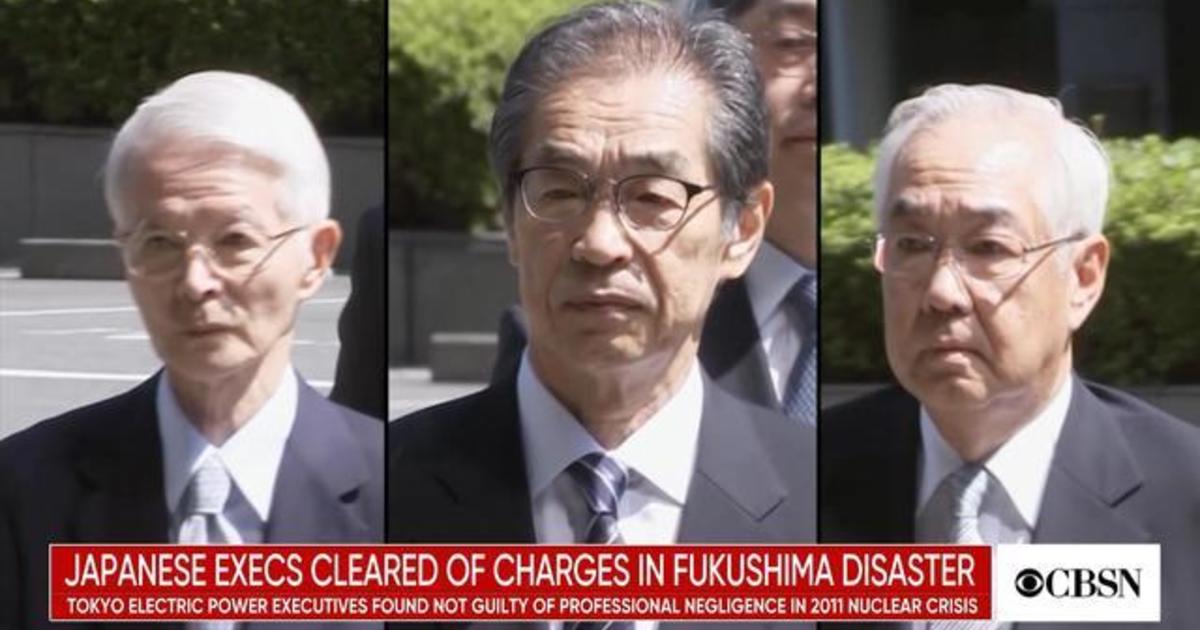 JAPANESE EXECS CLEARED OF CHARGES IN FUKUSHIMA DISASTER
TOKYO ELECTRIC POWER EXECUTIVES FOUND NOT GUILTY OF PROFESSIONAL NEGLIGENCE IN 2011 NUCLEAR CRISIS
CBSN